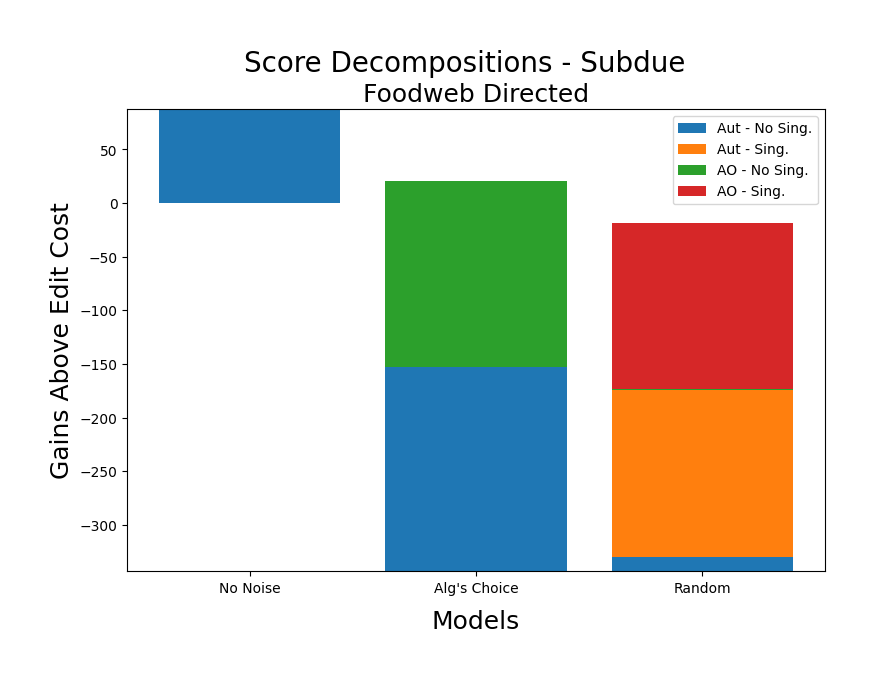 Score Decompositions - Subdue
Foodweb Directed
Aut - No Sing.
Aut - Sing.
AO - No Sing.
AO - Sing.
Gains Above Edit Cost
50
0
−50
−100
−150
−200
−250
−300
No Noise
Alg's Choice
Random
Models